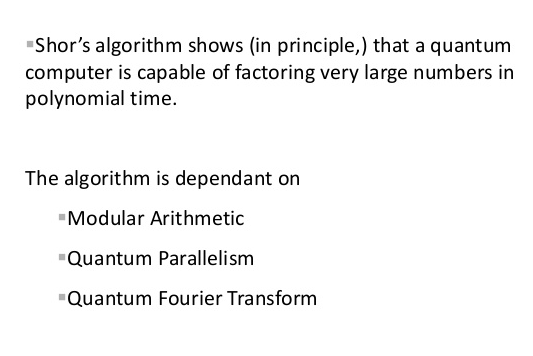 ▪Shor's algorithm shows (in principle,) that a quantum
computer is capable of factoring very large numbers in
polynomial time.
The algorithm is dependant on
▪Modular Arithmetic
▪Quantum Parallelism
▪Quantum Fourier Transform